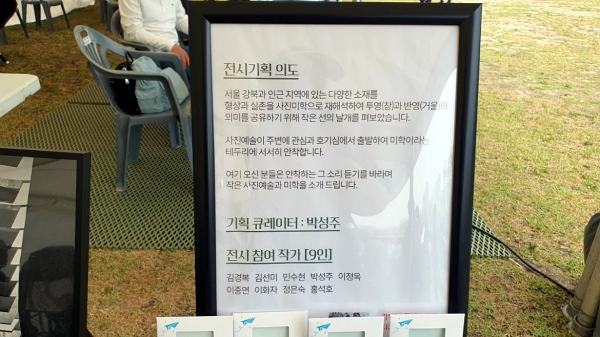 전시기획 의도
서울 강북과 인근 지역에 있는 다양한 소재를
형상과 실존을 사진미학으로 재해석하여 투영(창)과 반영(거울)의
의미를 공유하기 위해 작은 선의 날개를 펴보았습니다.
사진예술이 주변에 관심과 호기심에서 출발하여 미학이라는
테두리에 서서히 안착합니다.
여기 오신 분들은 안착하는 그 소리 듣기를 바라며
작은 사진예술과 미학을 소개 드립니다.
기획 큐레이터 : 박성주
전시 참여 작가 [9인]
김경복 김선미 민수현 박성주 이정옥
이중연 이화자 정은숙 홍석호